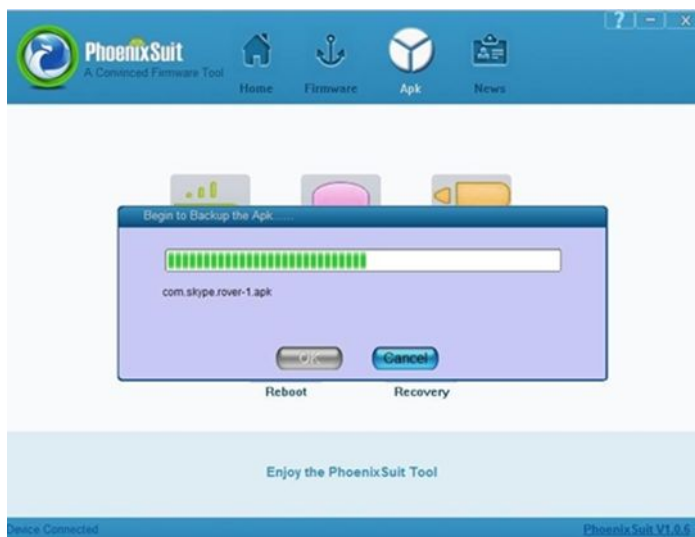 ? - x
PhoenixSuit
A Convinced Firmware Tool
Home Firmware Apk News
Begin to Backup the Apk......
com.skype.rover-1.apk
OK Cancel
Reboot Recovery
Enjoy the PhoenixSuit Tool
Device Connected PhoenixSuit V1.0.6